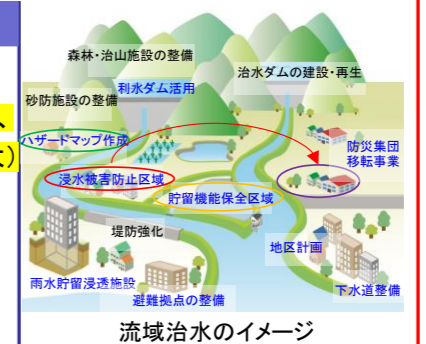 森林・治山施設の整備
治水ダムの建設・再生
利水ダム活用
砂防施設の整備
ハザードマップ作成
防災集団
移転事業
浸水被害防止区域
貯留機能保全区域
堤防強化
地区計画
雨水貯留浸透施設
避難拠点の整備
下水道整備
流域治水のイメージ